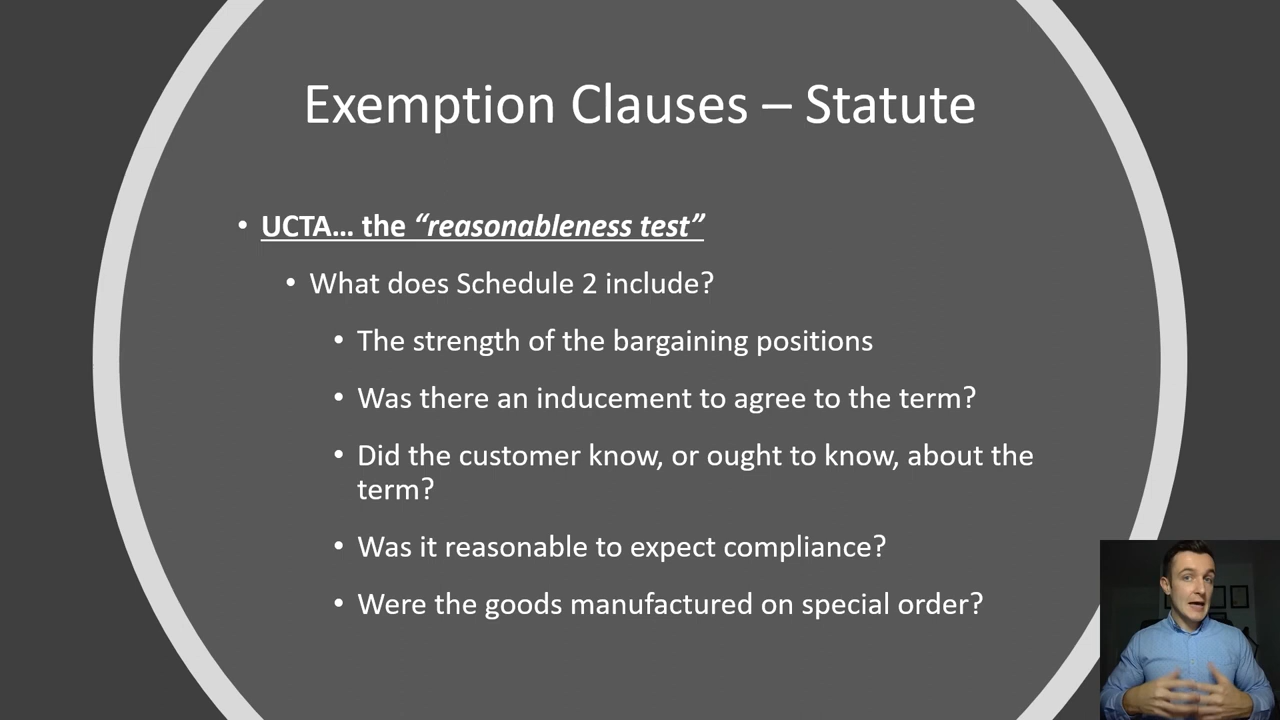 Exemption Clauses – Statute
• UCTA… the “reasonableness test”
• What does Schedule 2 include?
• The strength of the bargaining positions
• Was there an inducement to agree to the term?
• Did the customer know, or ought to know, about the
term?
• Was it reasonable to expect compliance?
• Were the goods manufactured on special order?